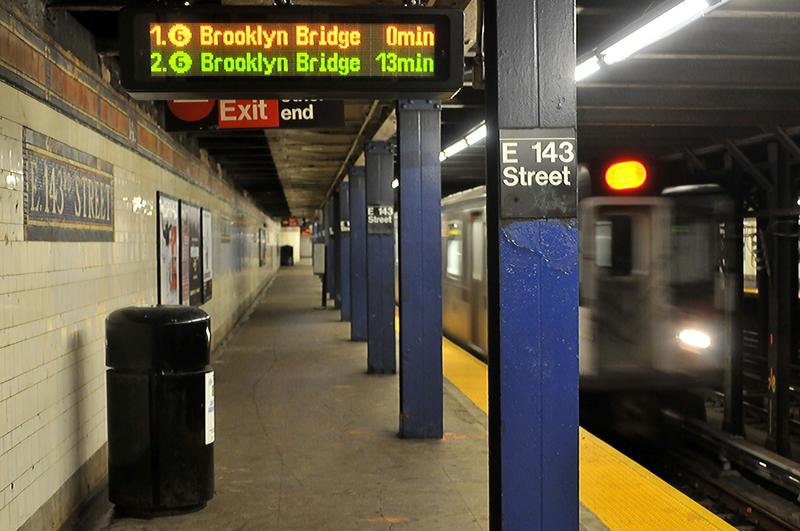 1. 6 Brooklyn Bridge 0min
2. 6 Brooklyn Bridge 13min
Exit
end
E 143
Street
E 143
Street
E. 143RD STREET